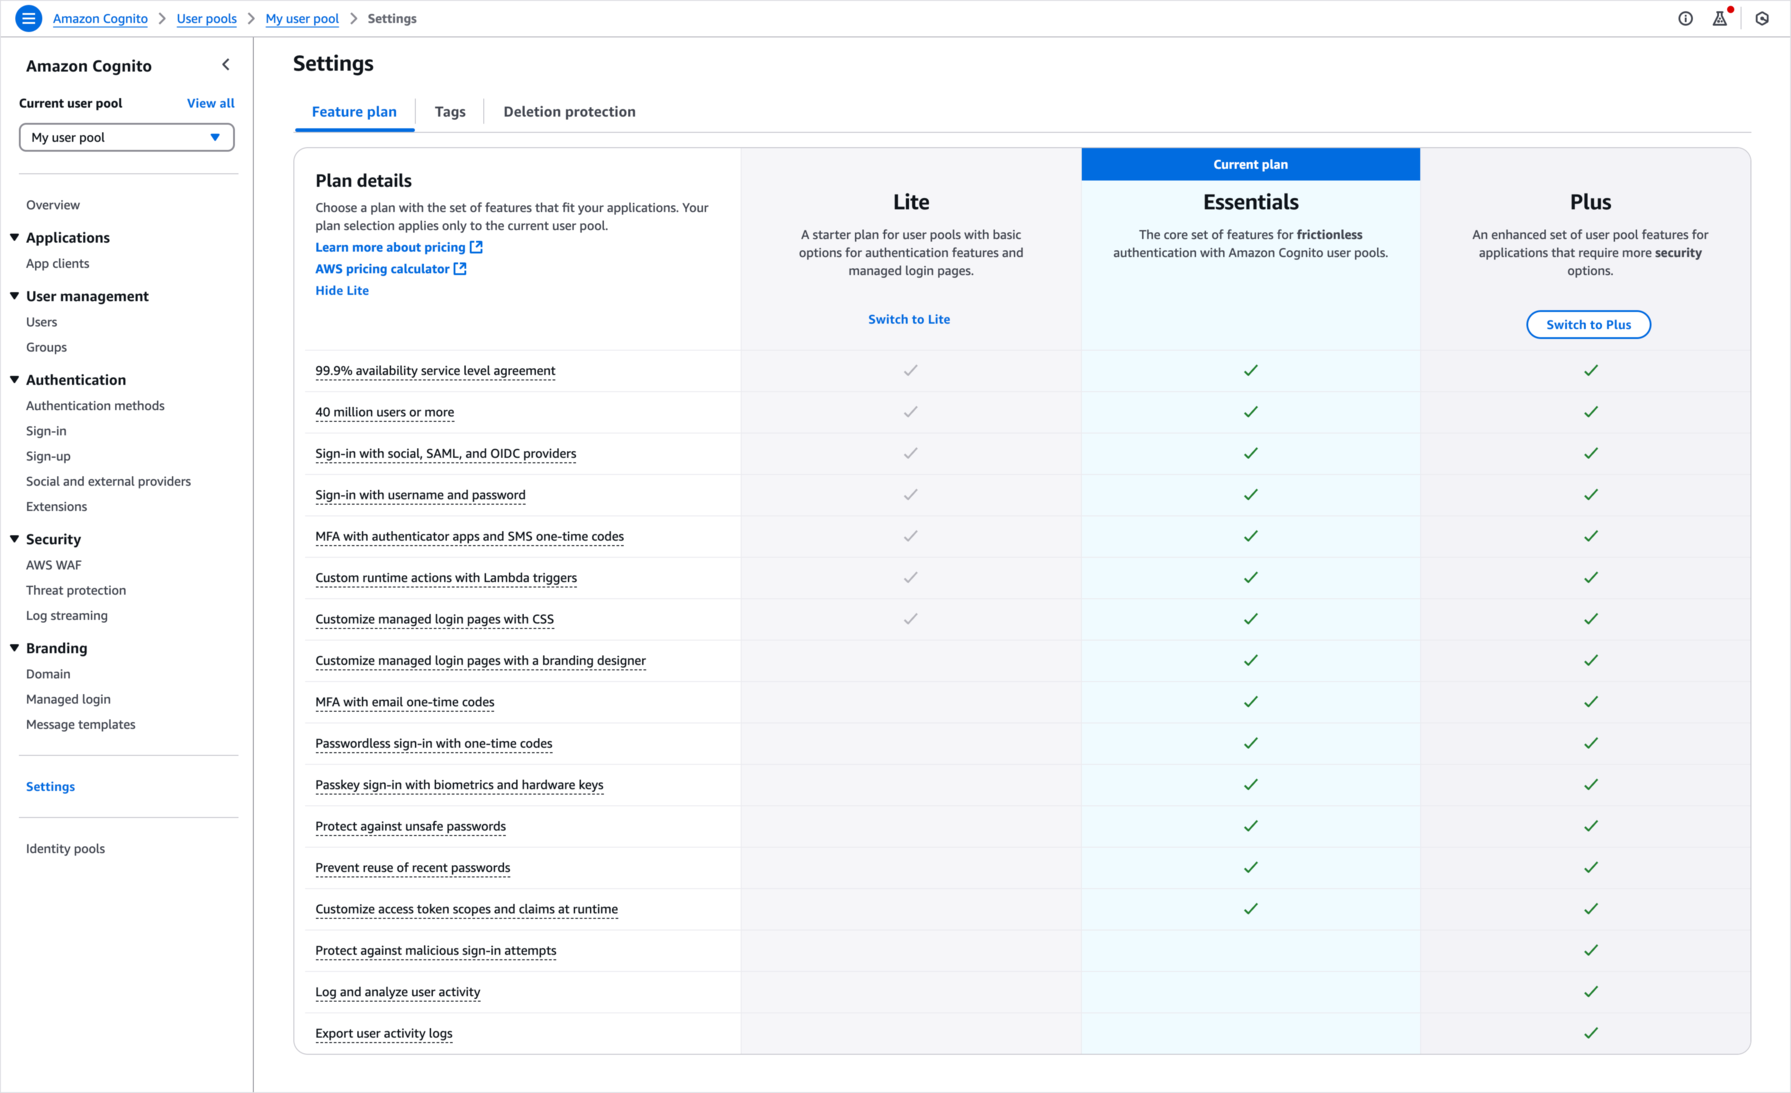 Amazon Cognito > User pools > My user pool > Settings
Amazon Cognito
Current user pool View all
My user pool
Overview
Applications
App clients
User management
Users
Groups
Authentication
Authentication methods
Sign-in
Sign-up
Social and external providers
Extensions
Security
AWS WAF
Threat protection
Log streaming
Branding
Domain
Managed login
Message templates
Settings
Identity pools
Settings
Feature plan Tags Deletion protection
Plan details
Choose a plan with the set of features that fit your applications. Your
plan selection applies only to the current user pool.
Learn more about pricing
AWS pricing calculator
Hide Lite
Lite
A starter plan for user pools with basic
options for authentication features and
managed login pages.
Switch to Lite
Current plan
Essentials
The core set of features for frictionless
authentication with Amazon Cognito user pools.
Plus
An enhanced set of user pool features for
applications that require more security
options.
Switch to Plus
99.9% availability service level agreement
40 million users or more
Sign-in with social, SAML, and OIDC providers
Sign-in with username and password
MFA with authenticator apps and SMS one-time codes
Custom runtime actions with Lambda triggers
Customize managed login pages with CSS
Customize managed login pages with a branding designer
MFA with email one-time codes
Passwordless sign-in with one-time codes
Passkey sign-in with biometrics and hardware keys
Protect against unsafe passwords
Prevent reuse of recent passwords
Customize access token scopes and claims at runtime
Protect against malicious sign-in attempts
Log and analyze user activity
Export user activity logs